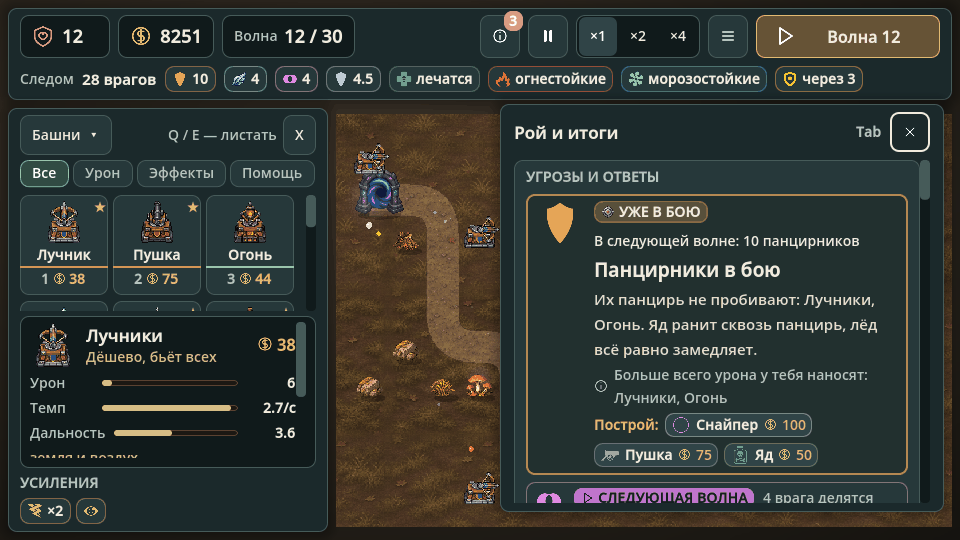 12
8251
Волна 12 / 30
3
×1
×2
×4
Волна 12
Следом 28 врагов
10
4
4
4.5
лечатся
огнестойкие
морозостойкие
через 3
Башни
Q / E — листать
X
Все
Урон
Эффекты
Помощь
Лучник
1 38
Пушка
2 75
Огонь
3 44
Лучники
Дёшево, бьёт всех
38
Урон 6
Темп 2.7/с
Дальность 3.6
земля и воздух
УСИЛЕНИЯ
×2
Рой и итоги
Tab
УГРОЗЫ И ОТВЕТЫ
УЖЕ В БОЮ
В следующей волне: 10 панцирников
Панцирники в бою
Их панцирь не пробивают: Лучники,
Огонь. Яд ранит сквозь панцирь, лёд
всё равно замедляет.
Больше всего урона у тебя наносят:
Лучники, Огонь
Построй: Снайпер 100
Пушка 75 Яд 50
СЛЕДУЮЩАЯ ВОЛНА 4 врага делятся